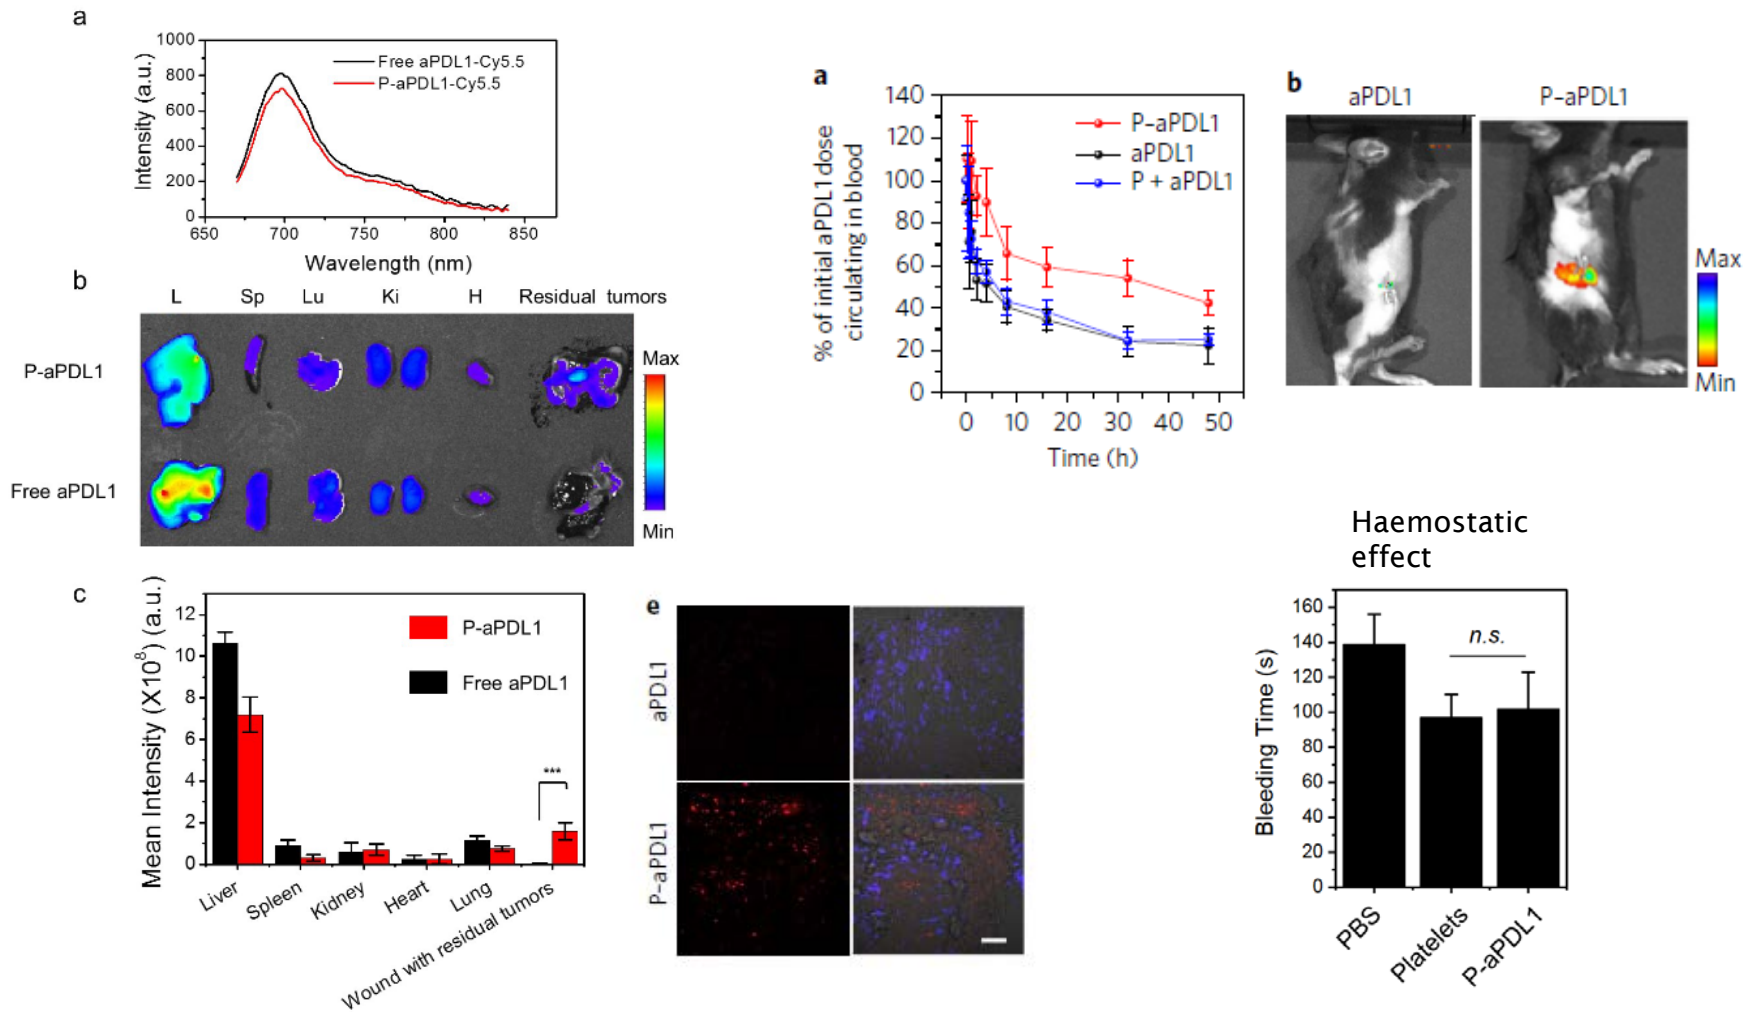 a
1000
800
600
400
200
0
Intensity (a.u.)
Free aPDL1-Cy5.5
P-aPDL1-Cy5.5
650 700 750 800 850
Wavelength (nm)
b
L Sp Lu Ki H Residual tumors
P-aPDL1
Free aPDL1
Max
Min
c
12
10
8
6
4
2
0
Mean Intensity (X10⁸) (a.u.)
P-aPDL1
Free aPDL1
***
Liver
Spleen
Kidney
Heart
Lung
Wound with residual tumors
a
140
120
100
80
60
40
20
0
% of initial aPDL1 dose
circulating in blood
P–aPDL1
aPDL1
P + aPDL1
0 10 20 30 40 50
Time (h)
b
aPDL1 P–aPDL1
Max
Min
e
aPDL1
P–aPDL1
Haemostatic
effect
160
140
120
100
80
60
40
20
0
Bleeding Time (s)
n.s.
PBS
Platelets
P-aPDL1